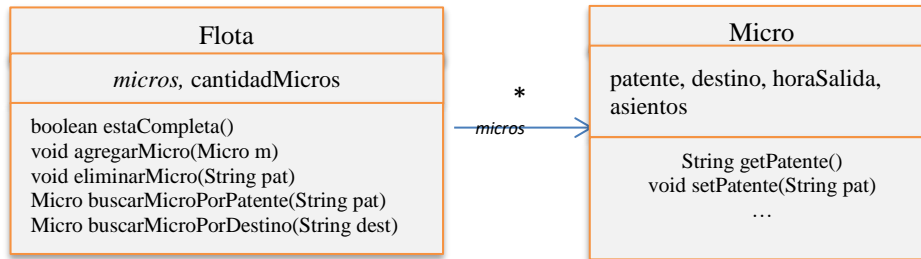 Flota
micros, cantidadMicros
boolean estaCompleta()
void agregarMicro(Micro m)
void eliminarMicro(String pat)
Micro buscarMicroPorPatente(String pat)
Micro buscarMicroPorDestino(String dest)
*
micros
Micro
patente, destino, horaSalida,
asientos
String getPatente()
void setPatente(String pat)
…